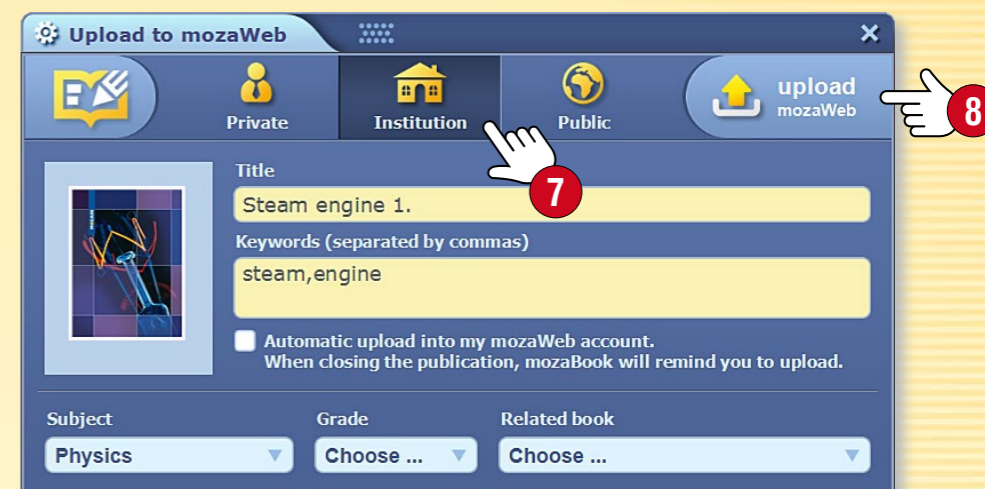 Upload to mozaWeb
Private
Institution
Public
upload
mozaWeb
8
7
Title
Steam engine 1.
Keywords (separated by commas)
steam,engine
Automatic upload into my mozaWeb account.
When closing the publication, mozaBook will remind you to upload.
Subject
Grade
Related book
Physics
Choose ...
Choose ...